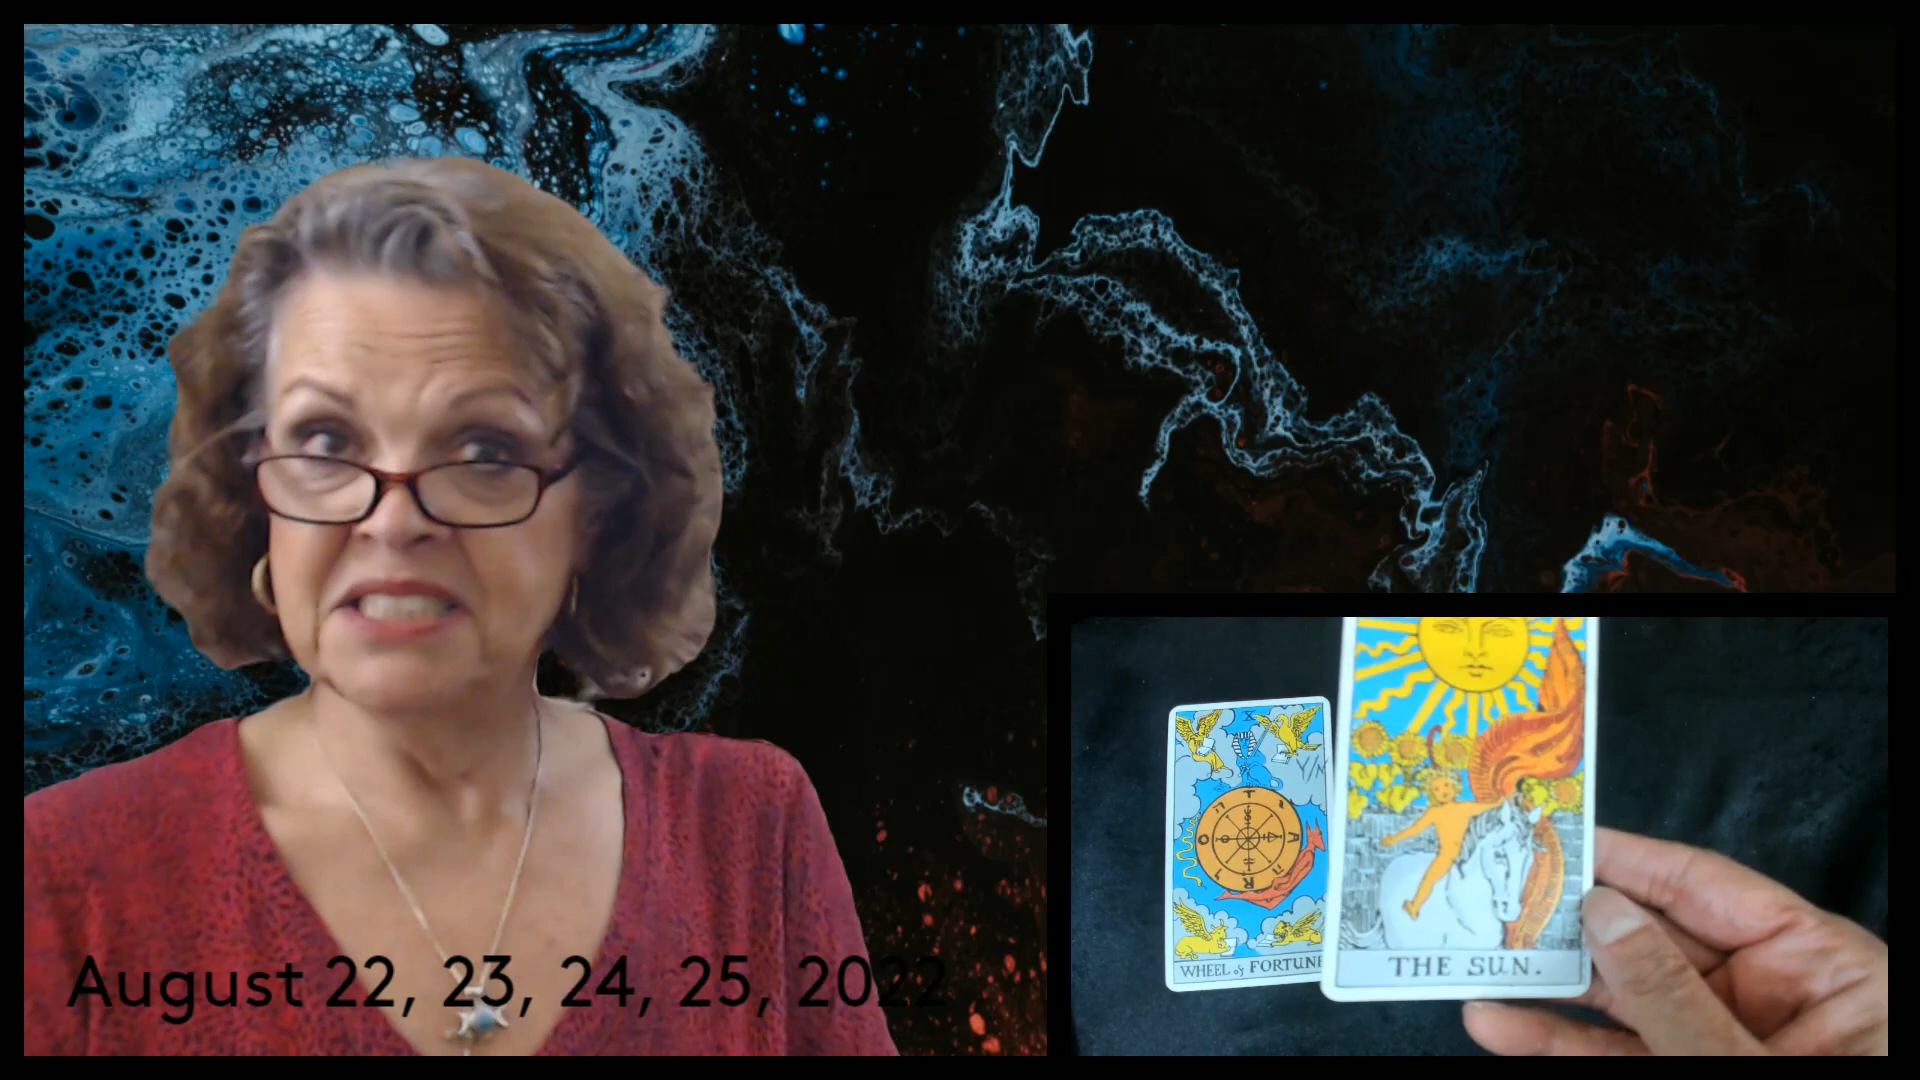 August 22, 23, 24, 25, 2022
X
Y/N
T A R O
WHEEL of FORTUNE
THE SUN.